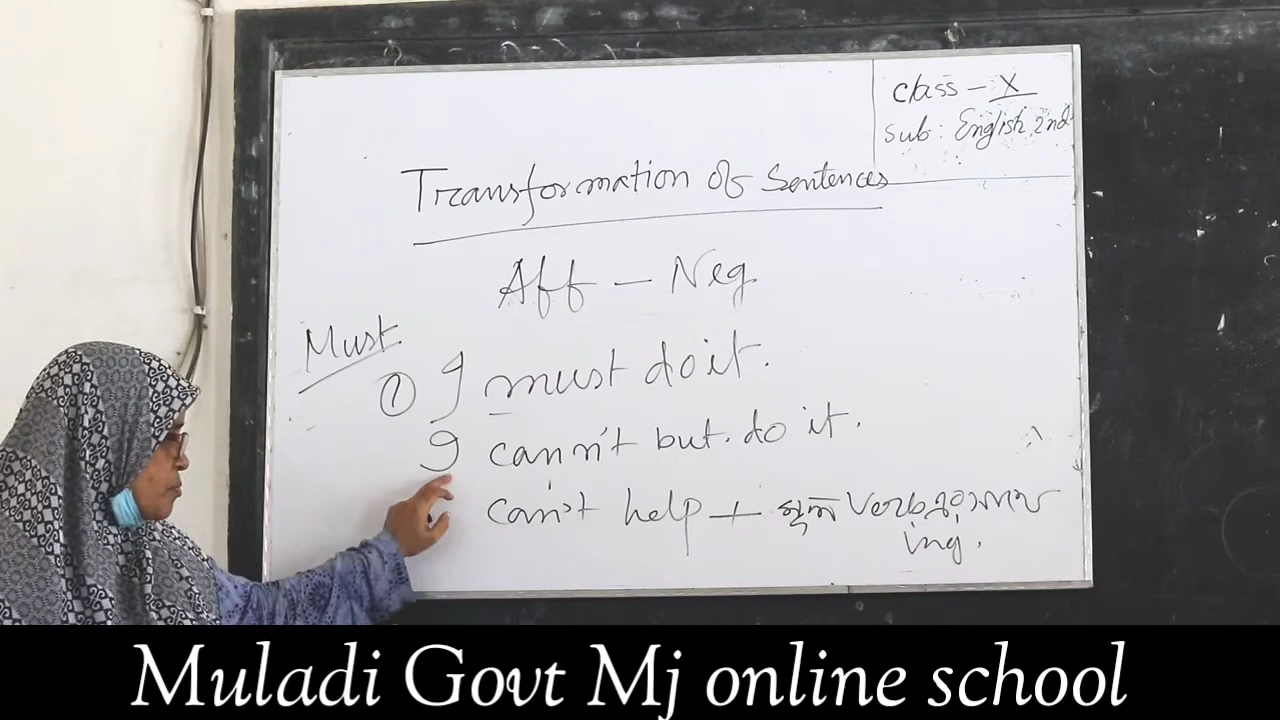 class - X
Sub: English 2nd
Transformation of Sentences
Aff - Neg
Must
① I must do it.
I cann't but do it.
can't help + মূল Verb এর সাথে
ing.
Muladi Govt Mj online school